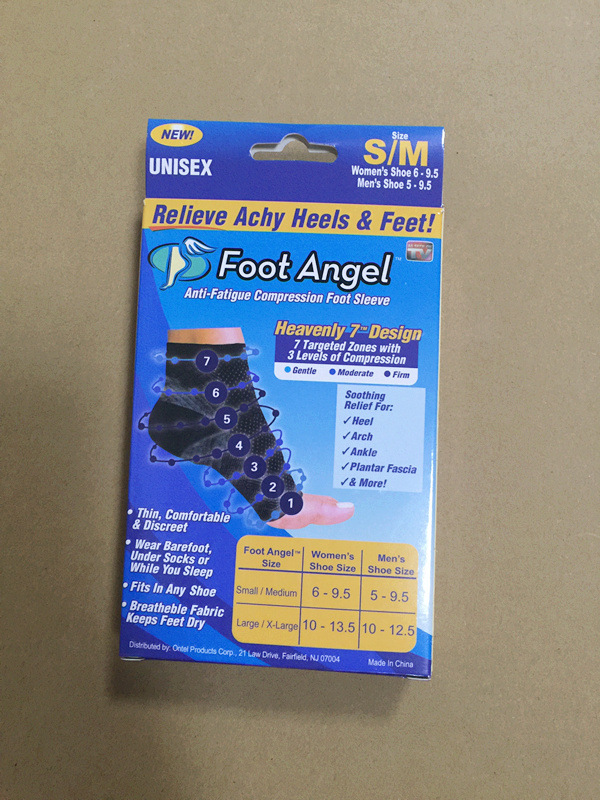 NEW!
UNISEX
Size
S/M
Women's Shoe 6 - 9.5
Men's Shoe 5 - 9.5
Relieve Achy Heels & Feet!
Foot Angel™
TV
Anti-Fatigue Compression Foot Sleeve
Heavenly 7™ Design
7 Targeted Zones with
3 Levels of Compression
Gentle Moderate Firm
7
6
5
4
3
2
1
Soothing
Relief For:
✓Heel
✓Arch
✓Ankle
✓Plantar Fascia
✓& More!
• Thin, Comfortable
& Discreet
• Wear Barefoot,
Under Socks or
While You Sleep
• Fits In Any Shoe
• Breatheble Fabric
Keeps Feet Dry
Foot Angel™ Women's Men's
Size Shoe Size Shoe Size
Small / Medium 6 - 9.5 5 - 9.5
Large / X-Large 10 - 13.5 10 - 12.5
Distributed by: Ontel Products Corp., 21 Law Drive, Fairfield, NJ 07004
Made In China